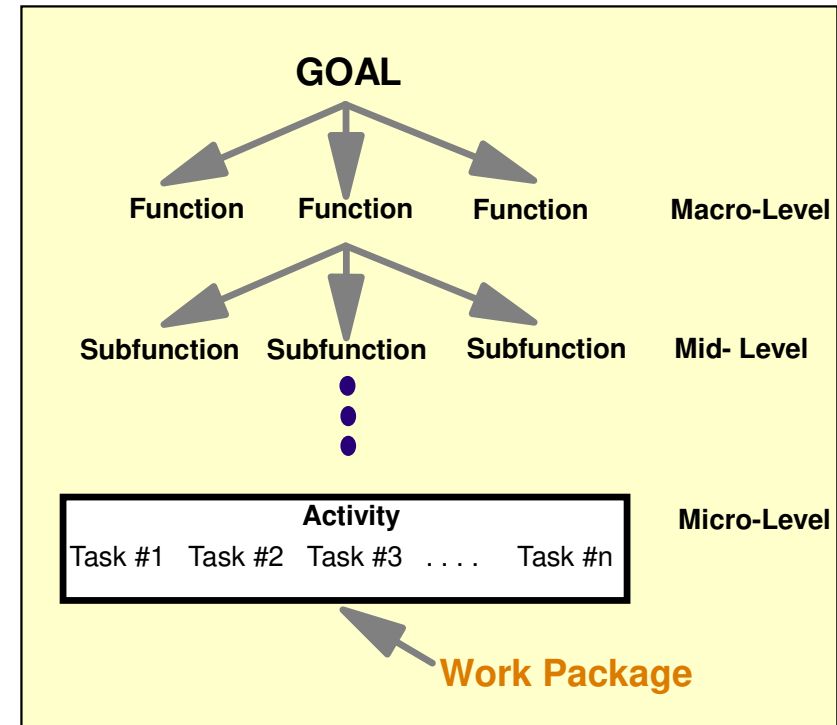 GOAL
Function Function Function Macro-Level
Subfunction Subfunction Subfunction Mid- Level
Activity Micro-Level
Task #1 Task #2 Task #3 . . . . Task #n
Work Package